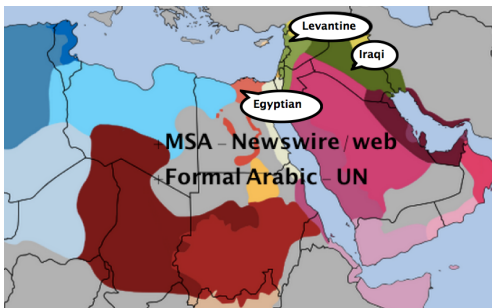 Levantine
Iraqi
Egyptian
+MSA – Newswire/web
+Formal Arabic – UN